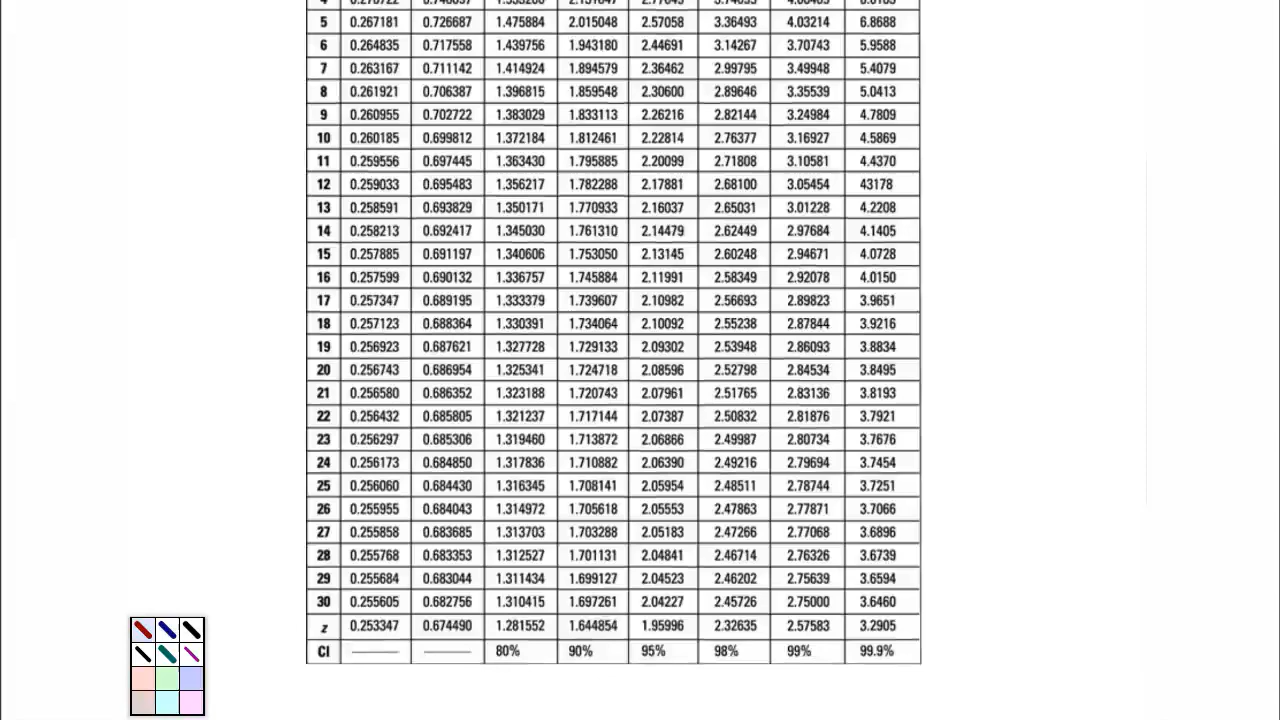 5 0.267181 0.726687 1.475884 2.015048 2.57058 3.36493 4.03214 6.8688
6 0.264835 0.717558 1.439756 1.943180 2.44691 3.14267 3.70743 5.9588
7 0.263167 0.711142 1.414924 1.894579 2.36462 2.99795 3.49948 5.4079
8 0.261921 0.706387 1.396815 1.859548 2.30600 2.89646 3.35539 5.0413
9 0.260955 0.702722 1.383029 1.833113 2.26216 2.82144 3.24984 4.7809
10 0.260185 0.699812 1.372184 1.812461 2.22814 2.76377 3.16927 4.5869
11 0.259556 0.697445 1.363430 1.795885 2.20099 2.71808 3.10581 4.4370
12 0.259033 0.695483 1.356217 1.782288 2.17881 2.68100 3.05454 43178
13 0.258591 0.693829 1.350171 1.770933 2.16037 2.65031 3.01228 4.2208
14 0.258213 0.692417 1.345030 1.761310 2.14479 2.62449 2.97684 4.1405
15 0.257885 0.691197 1.340606 1.753050 2.13145 2.60248 2.94671 4.0728
16 0.257599 0.690132 1.336757 1.745884 2.11991 2.58349 2.92078 4.0150
17 0.257347 0.689195 1.333379 1.739607 2.10982 2.56693 2.89823 3.9651
18 0.257123 0.688364 1.330391 1.734064 2.10092 2.55238 2.87844 3.9216
19 0.256923 0.687621 1.327728 1.729133 2.09302 2.53948 2.86093 3.8834
20 0.256743 0.686954 1.325341 1.724718 2.08596 2.52798 2.84534 3.8495
21 0.256580 0.686352 1.323188 1.720743 2.07961 2.51765 2.83136 3.8193
22 0.256432 0.685805 1.321237 1.717144 2.07387 2.50832 2.81876 3.7921
23 0.256297 0.685306 1.319460 1.713872 2.06866 2.49987 2.80734 3.7676
24 0.256173 0.684850 1.317836 1.710882 2.06390 2.49216 2.79694 3.7454
25 0.256060 0.684430 1.316345 1.708141 2.05954 2.48511 2.78744 3.7251
26 0.255955 0.684043 1.314972 1.705618 2.05553 2.47863 2.77871 3.7066
27 0.255858 0.683685 1.313703 1.703288 2.05183 2.47266 2.77068 3.6896
28 0.255768 0.683353 1.312527 1.701131 2.04841 2.46714 2.76326 3.6739
29 0.255684 0.683044 1.311434 1.699127 2.04523 2.46202 2.75639 3.6594
30 0.255605 0.682756 1.310415 1.697261 2.04227 2.45726 2.75000 3.6460
z 0.253347 0.674490 1.281552 1.644854 1.95996 2.32635 2.57583 3.2905
CI 80% 90% 95% 98% 99% 99.9%